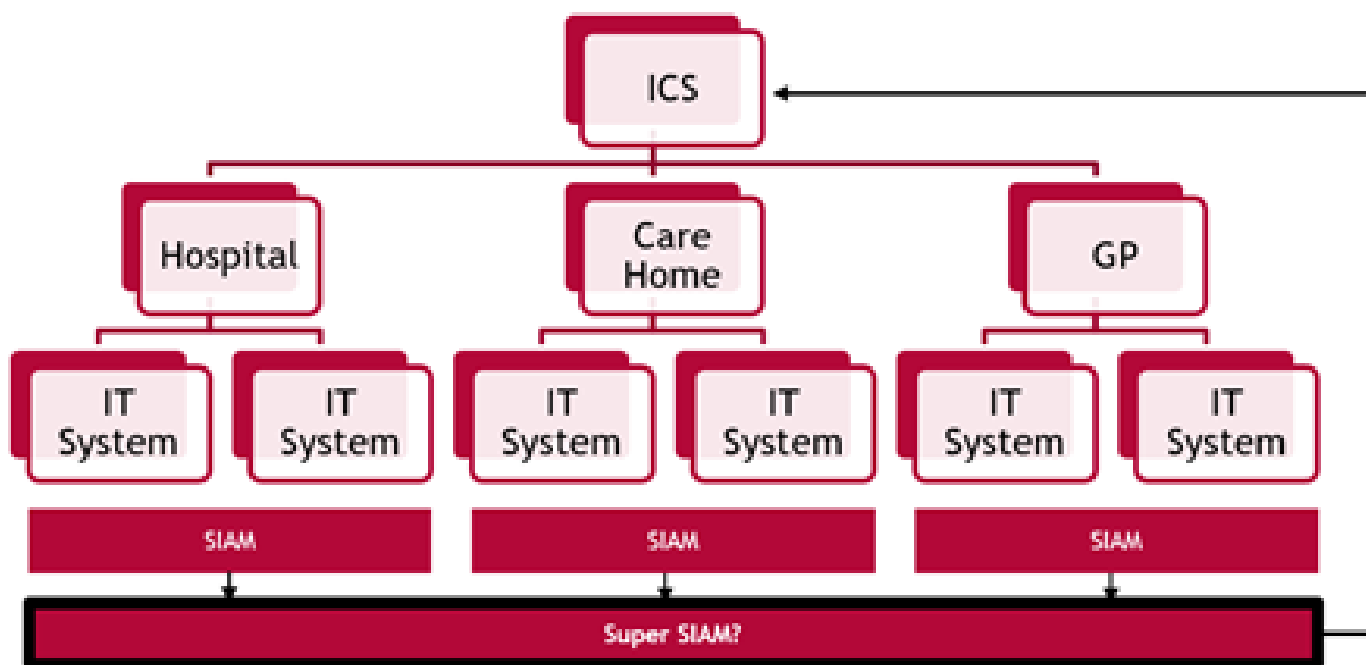 ICS
Hospital
Care
Home
GP
IT
System
IT
System
IT
System
IT
System
IT
System
IT
System
SIAM
SIAM
SIAM
Super SIAM?